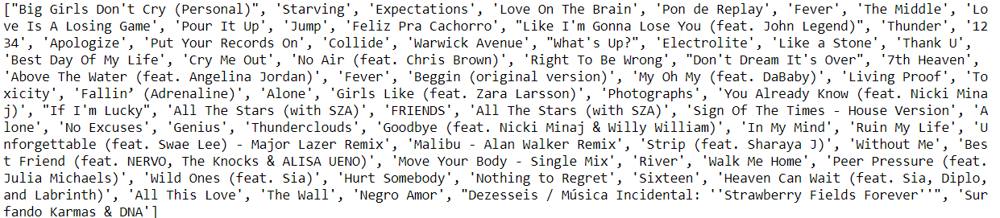 ["Big Girls Don't Cry (Personal)", 'Starving', 'Expectations', 'Love On The Brain', 'Pon de Replay', 'Fever', 'The Middle', 'Lo
ve Is A Losing Game', 'Pour It Up', 'Jump', 'Feliz Pra Cachorro', "Like I'm Gonna Lose You (feat. John Legend)", 'Thunder', '12
34', 'Apologize', 'Put Your Records On', 'Collide', 'Warwick Avenue', "What's Up?", 'Electrolite', 'Like a Stone', 'Thank U',
'Best Day Of My Life', 'Cry Me Out', 'No Air (feat. Chris Brown)', 'Right To Be Wrong', "Don't Dream It's Over", '7th Heaven',
'Above The Water (feat. Angelina Jordan)', 'Fever', 'Beggin (original version)', 'My Oh My (feat. DaBaby)', 'Living Proof', 'To
xicity', 'Fallin’ (Adrenaline)', 'Alone', 'Girls Like (feat. Zara Larsson)', 'Photographs', 'You Already Know (feat. Nicki Mina
j)', "If I'm Lucky", 'All The Stars (with SZA)', 'FRIENDS', 'All The Stars (with SZA)', 'Sign Of The Times - House Version', 'A
lone', 'No Excuses', 'Genius', 'Thunderclouds', 'Goodbye (feat. Nicki Minaj & Willy William)', 'In My Mind', 'Ruin My Life', 'U
nforgettable (feat. Swae Lee) - Major Lazer Remix', 'Malibu - Alan Walker Remix', 'Strip (feat. Sharaya J)', 'Without Me', 'Bes
t Friend (feat. NERVO, The Knocks & ALISA UENO)', 'Move Your Body - Single Mix', 'River', 'Walk Me Home', 'Peer Pressure (feat.
Julia Michaels)', 'Wild Ones (feat. Sia)', 'Hurt Somebody', 'Nothing to Regret', 'Sixteen', 'Heaven Can Wait (feat. Sia, Diplo,
and Labrinth)', 'All This Love', 'The Wall', 'Negro Amor', "Dezesseis / Música Incidental: ''Strawberry Fields Forever''", 'Sur
fando Karmas & DNA']